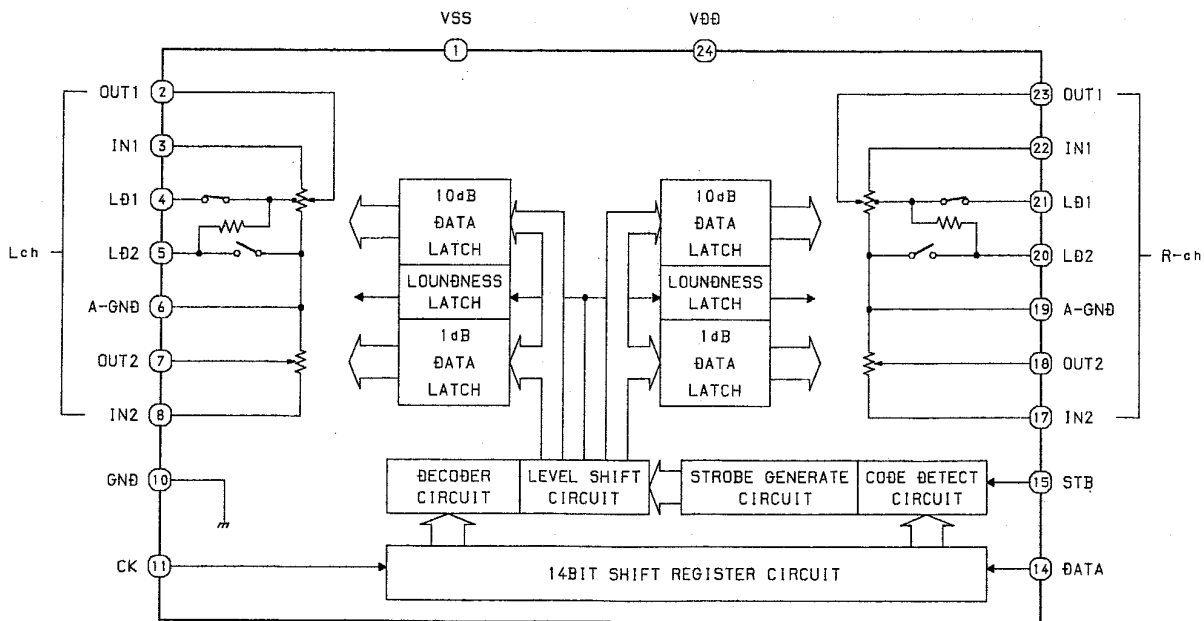 VSS
VDD
1
24
OUT1
2
IN1
3
LD1
4
LD2
5
Lch
A-GND
6
OUT2
7
IN2
8
GND
10
CK
11
10dB
DATA
LATCH
LOUNDNESS
LATCH
1dB
DATA
LATCH
10dB
DATA
LATCH
LOUNDNESS
LATCH
1dB
DATA
LATCH
23
OUT1
22
IN1
21
LD1
20
LD2
R-ch
19
A-GND
18
OUT2
17
IN2
15
STB
14
DATA
DECODER
CIRCUIT
LEVEL SHIFT
CIRCUIT
STROBE GENERATE
CIRCUIT
CODE DETECT
CIRCUIT
14BIT SHIFT REGISTER CIRCUIT